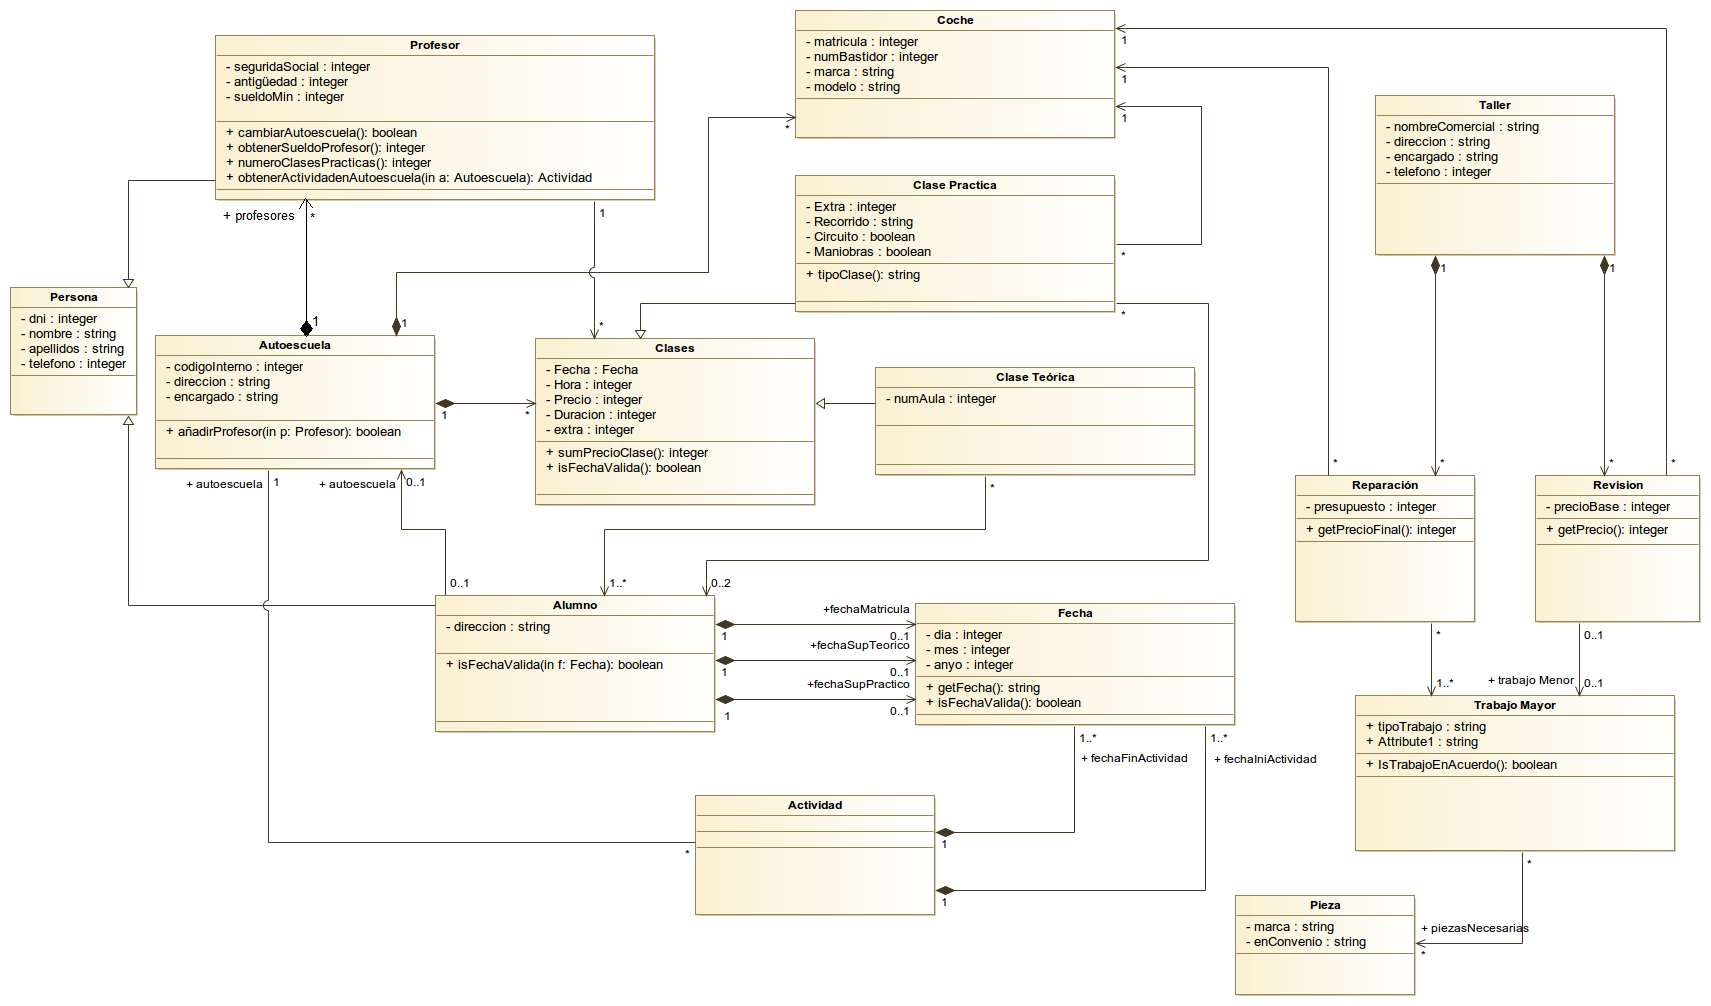 Profesor
- seguridaSocial : integer
- antigüedad : integer
- sueldoMin : integer
+ cambiarAutoescuela(): boolean
+ obtenerSueldoProfesor(): integer
+ numeroClasesPracticas(): integer
+ obtenerActividadenAutoescuela(in a: Autoescuela): Actividad
+ profesores
*
1
Coche
- matricula : integer
- numBastidor : integer
- marca : string
- modelo : string
*
1
1
1
Taller
- nombreComercial : string
- direccion : string
- encargado : string
- telefono : integer
1
1
Clase Practica
- Extra : integer
- Recorrido : string
- Circuito : boolean
- Maniobras : boolean
+ tipoClase(): string
*
*
Persona
- dni : integer
- nombre : string
- apellidos : string
- telefono : integer
1
1
Autoescuela
- codigoInterno : integer
- direccion : string
- encargado : string
+ añadirProfesor(in p: Profesor): boolean
1
*
*
+ autoescuela
1
+ autoescuela
0..1
Clases
- Fecha : Fecha
- Hora : integer
- Precio : integer
- Duracion : integer
- extra : integer
+ sumPrecioClase(): integer
+ isFechaValida(): boolean
Clase Teórica
- numAula : integer
*
*
*
*
*
Reparación
- presupuesto : integer
+ getPrecioFinal(): integer
*
1..*
Revision
- precioBase : integer
+ getPrecio(): integer
0..1
+ trabajo Menor
0..1
0..1
1..*
0..2
Alumno
- direccion : string
+ isFechaValida(in f: Fecha): boolean
+fechaMatricula
1
0..1
+fechaSupTeorico
1
0..1
+fechaSupPractico
1
0..1
Fecha
- dia : integer
- mes : integer
- anyo : integer
+ getFecha(): string
+ isFechaValida(): boolean
1..*
+ fechaFinActividad
1..*
+ fechaIniActividad
Trabajo Mayor
+ tipoTrabajo : string
+ Attribute1 : string
+ IsTrabajoEnAcuerdo(): boolean
*
Actividad
*
1
1
Pieza
- marca : string
- enConvenio : string
+ piezasNecesarias
*